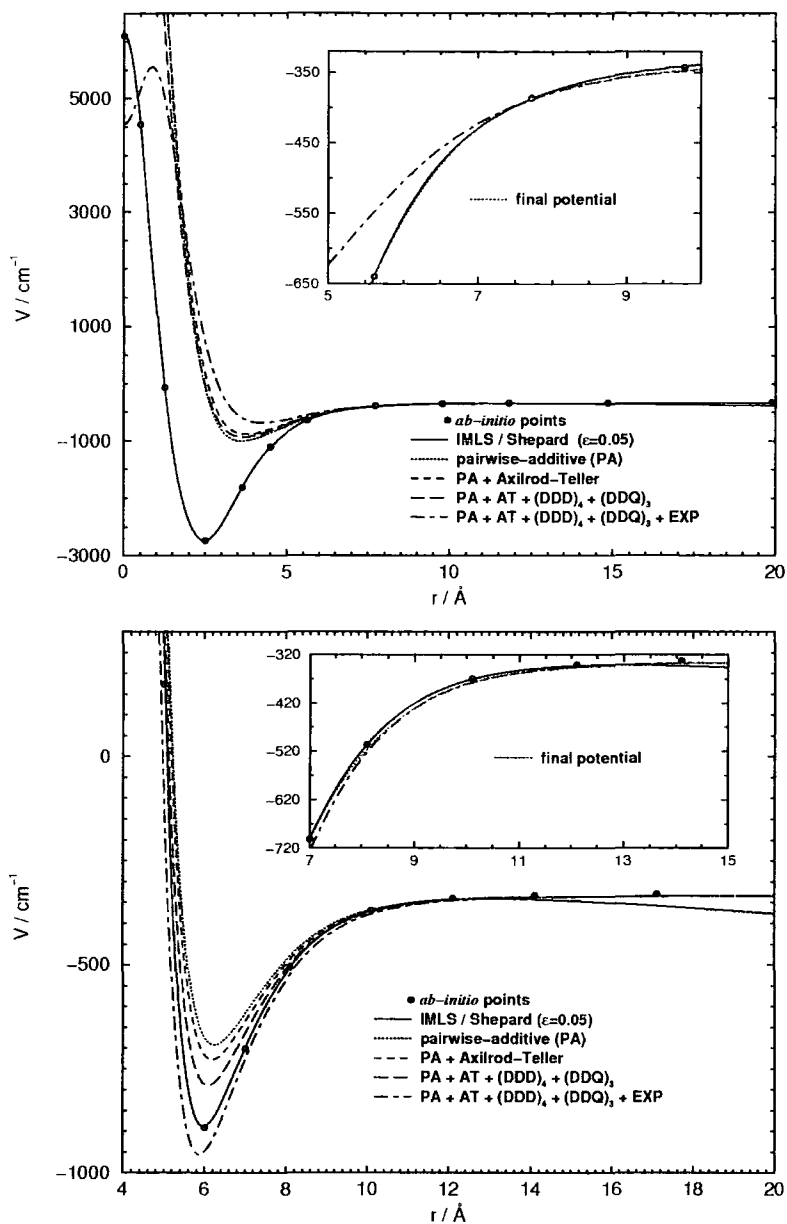 5000
3000
1000
−1000
−3000
V / cm⁻¹
0
5
10
15
20
r / Å
−350
−450
−550
−650
5
7
9
final potential
ab−initio points
IMLS / Shepard (ε=0.05)
pairwise−additive (PA)
PA + Axilrod−Teller
PA + AT + (DDD)₄ + (DDQ)₃
PA + AT + (DDD)₄ + (DDQ)₃ + EXP
0
−500
−1000
V / cm⁻¹
4
6
8
10
12
14
16
18
20
r / Å
−320
−420
−520
−620
−720
7
9
11
13
15
final potential
ab−initio points
IMLS / Shepard (ε=0.05)
pairwise−additive (PA)
PA + Axilrod−Teller
PA + AT + (DDD)₄ + (DDQ)₃
PA + AT + (DDD)₄ + (DDQ)₃ + EXP